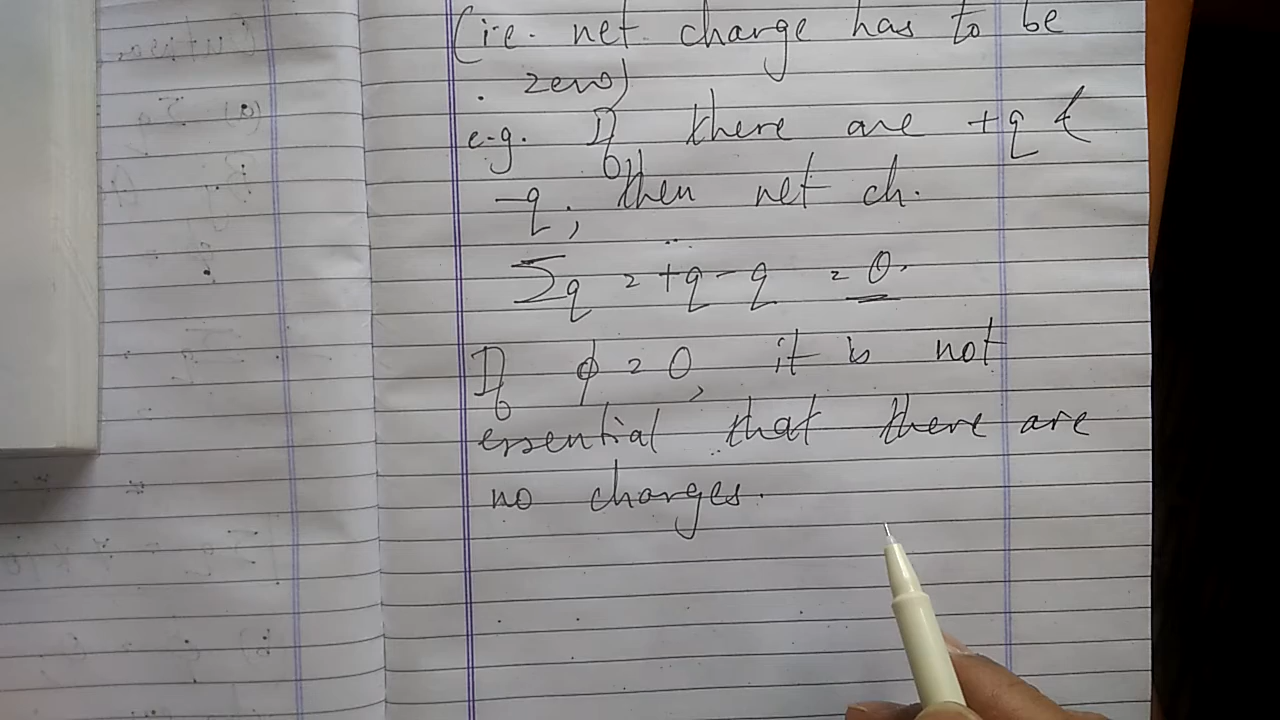 (i.e. net charge has to be
zero)
e.g. If there are +q &
-q, then net ch.
Σq = +q - q = 0.
If φ = 0, it is not
essential that there are
no charges.